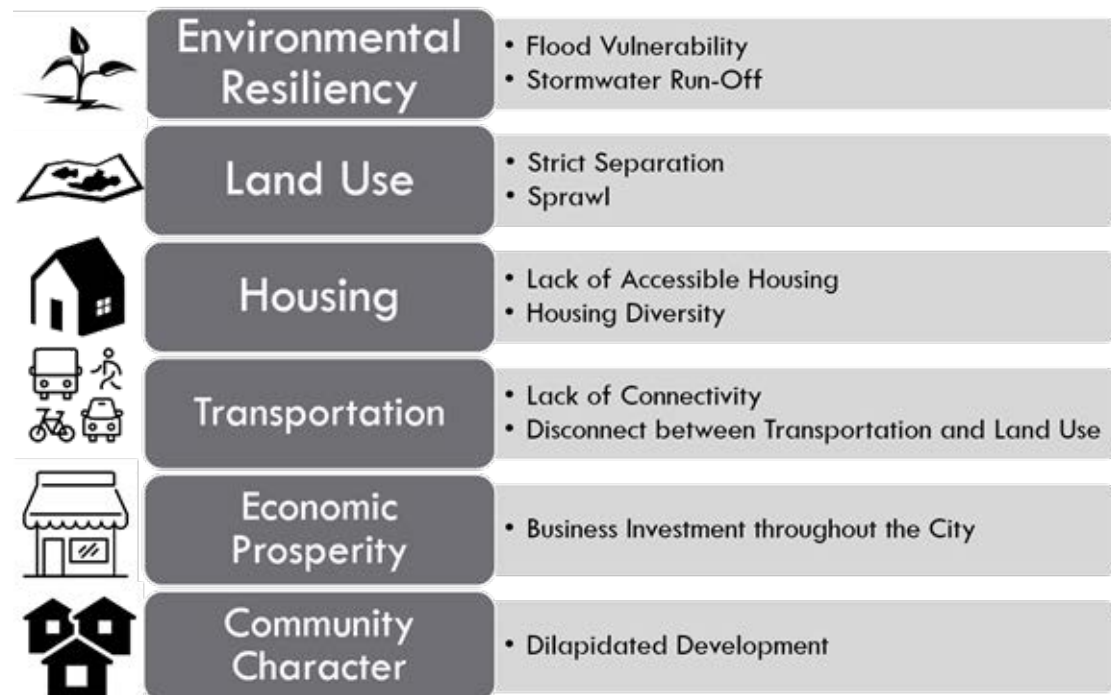 Environmental
Resiliency
• Flood Vulnerability
• Stormwater Run-Off
Land Use
• Strict Separation
• Sprawl
Housing
• Lack of Accessible Housing
• Housing Diversity
Transportation
• Lack of Connectivity
• Disconnect between Transportation and Land Use
Economic
Prosperity
• Business Investment throughout the City
Community
Character
• Dilapidated Development